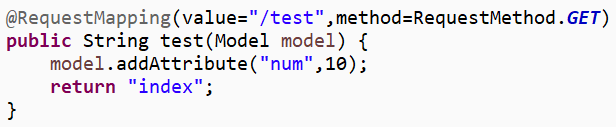 @RequestMapping(value="/test",method=RequestMethod.GET)
public String test(Model model) {
    model.addAttribute("num",10);
    return "index";
}